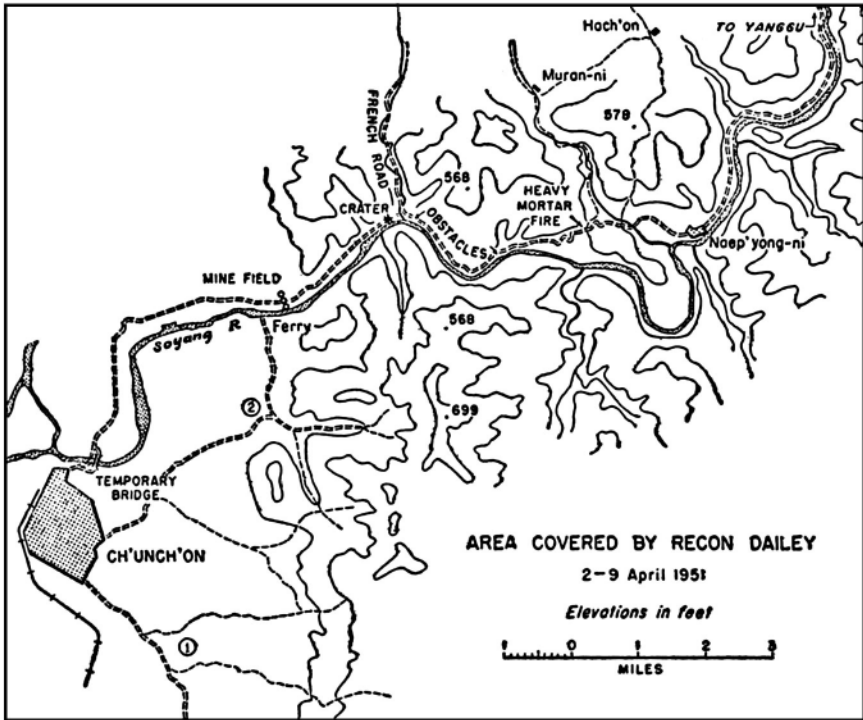 Hach'on
TO YANGGU
Muran-ni
578
FRENCH ROAD
568
CRATER
OBSTACLES
HEAVY
MORTAR
FIRE
Naep'yong-ni
MINE FIELD
Soyang R
Ferry
568
2
699
TEMPORARY
BRIDGE
CH'UNCH'ON
AREA COVERED BY RECON DAILEY
2-9 April 1951
Elevations in feet
1 0 1 2 3
MILES
1